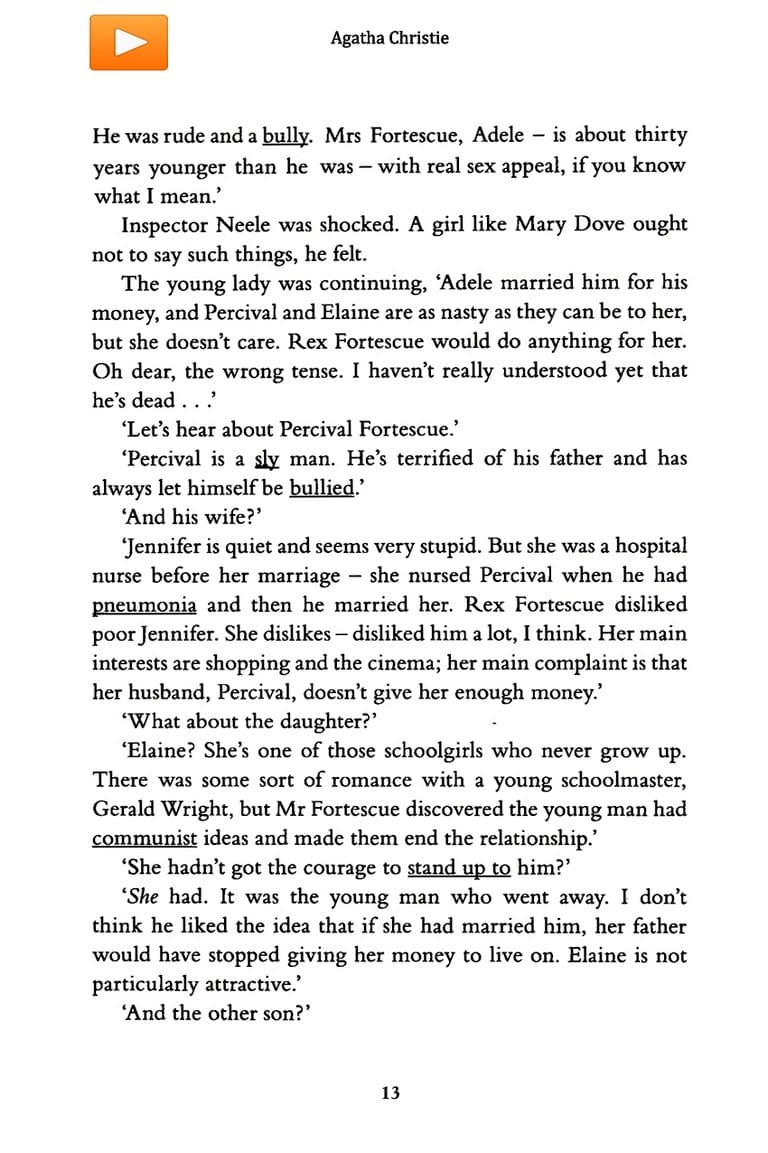 Agatha Christie
He was rude and a bully. Mrs Fortescue, Adele – is about thirty
years younger than he was – with real sex appeal, if you know
what I mean.’
Inspector Neele was shocked. A girl like Mary Dove ought
not to say such things, he felt.
The young lady was continuing, ‘Adele married him for his
money, and Percival and Elaine are as nasty as they can be to her,
but she doesn’t care. Rex Fortescue would do anything for her.
Oh dear, the wrong tense. I haven’t really understood yet that
he’s dead . . .’
‘Let’s hear about Percival Fortescue.’
‘Percival is a sly man. He’s terrified of his father and has
always let himself be bullied.’
‘And his wife?’
‘Jennifer is quiet and seems very stupid. But she was a hospital
nurse before her marriage – she nursed Percival when he had
pneumonia and then he married her. Rex Fortescue disliked
poor Jennifer. She dislikes – disliked him a lot, I think. Her main
interests are shopping and the cinema; her main complaint is that
her husband, Percival, doesn’t give her enough money.’
‘What about the daughter?’
‘Elaine? She’s one of those schoolgirls who never grow up.
There was some sort of romance with a young schoolmaster,
Gerald Wright, but Mr Fortescue discovered the young man had
communist ideas and made them end the relationship.’
‘She hadn’t got the courage to stand up to him?’
‘She had. It was the young man who went away. I don’t
think he liked the idea that if she had married him, her father
would have stopped giving her money to live on. Elaine is not
particularly attractive.’
‘And the other son?’
13